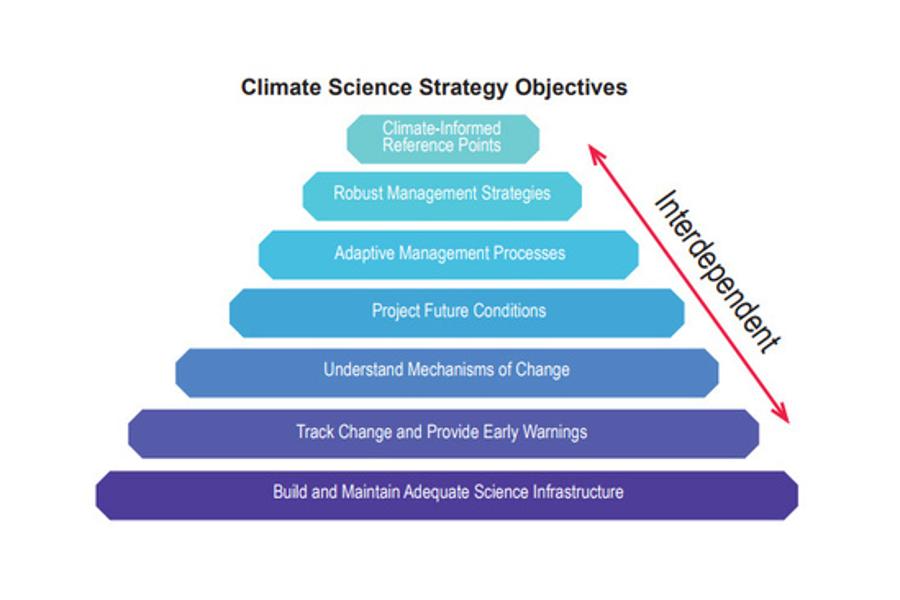 Climate Science Strategy Objectives
Climate-Informed
Reference Points
Robust Management Strategies
Adaptive Management Processes
Project Future Conditions
Understand Mechanisms of Change
Track Change and Provide Early Warnings
Build and Maintain Adequate Science Infrastructure
Interdependent